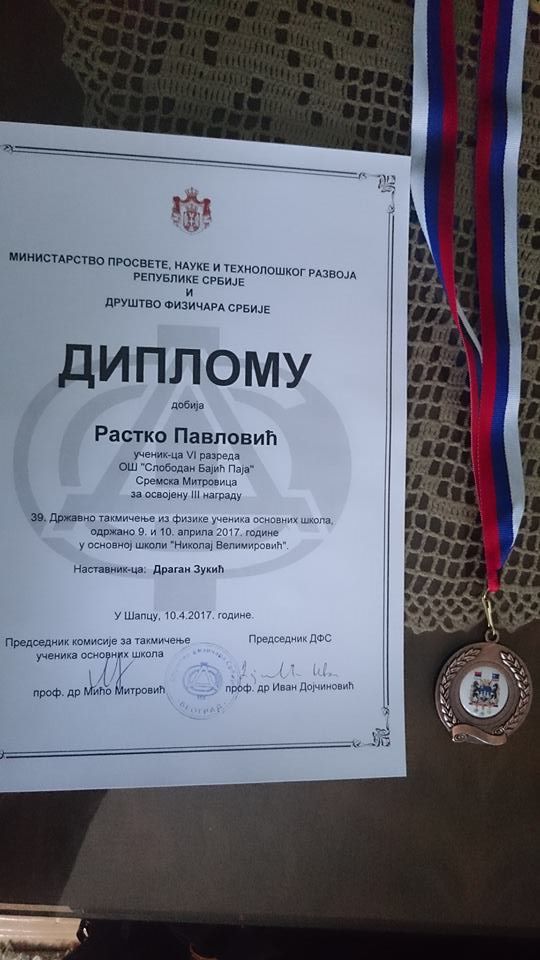 МИНИСТАРСТВО ПРОСВЕТЕ, НАУКЕ И ТЕХНОЛОШКОГ РАЗВОЈА
РЕПУБЛИКЕ СРБИЈЕ
И
ДРУШТВО ФИЗИЧАРА СРБИЈЕ
ДИПЛОМУ
добија
Растко Павловић
ученик-ца VI разреда
ОШ "Слободан Бајић Паја"
Сремска Митровица
за освојену III награду
39. Државно такмичење из физике ученика основних школа,
одржано 9. и 10. априла 2017. године
у основној школи "Николај Велимировић".
Наставник-ца: Драган Зукић
У Шапцу, 10.4.2017. године.
Председник комисије за такмичење
ученика основних школа
проф. др Мићо Митровић
Председник ДФС
проф. др Иван Дојчиновић
БЕОГРАД